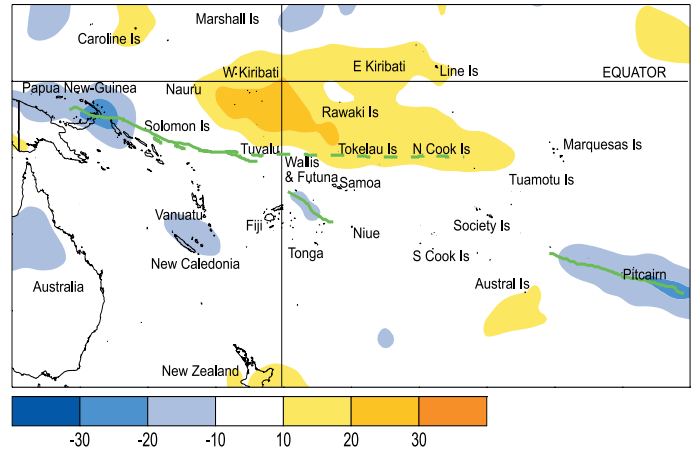 Marshall Is
Caroline Is
W Kiribati
E Kiribati
Line Is
EQUATOR
Papua New-Guinea
Nauru
Rawaki Is
Solomon Is
Tuvalu
Tokelau Is
N Cook Is
Marquesas Is
Wallis
& Futuna
Samoa
Tuamotu Is
Vanuatu
Fiji
Niue
Society Is
New Caledonia
Tonga
S Cook Is
Pitcairn
Australia
Austral Is
New Zealand
-30 -20 -10 10 20 30